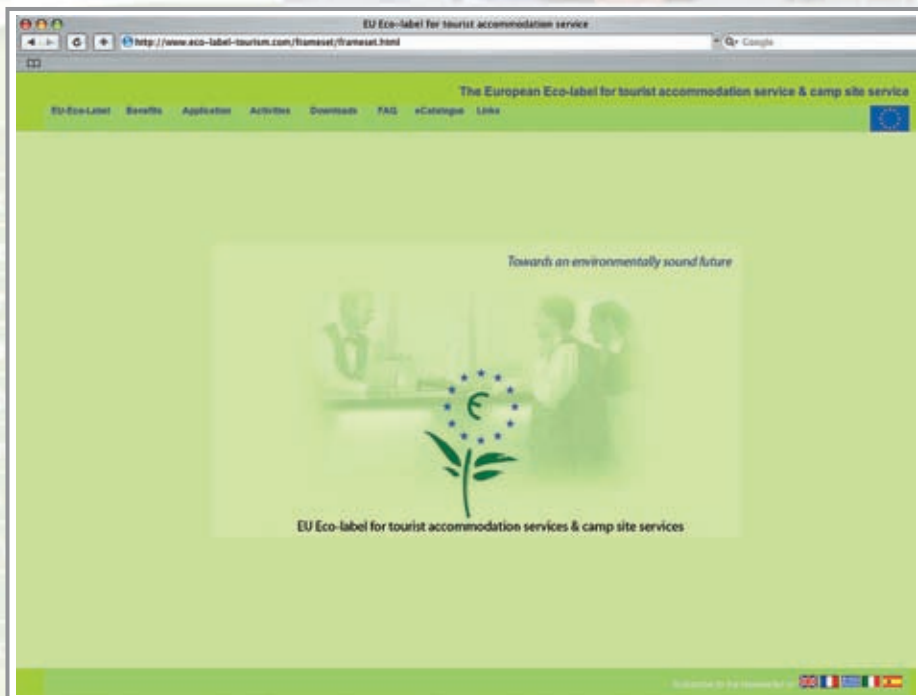 EU Eco-label for tourist accommodation service
http://www.eco-label-tourism.com/frameset/frameset.html
Google
The European Eco-label for tourist accommodation service & camp site service
EU-Eco-Label Benefits Application Activities Downloads FAQ eCatalogue Links
Towards an environmentally sound future
EU Eco-label for tourist accommodation services & camp site services